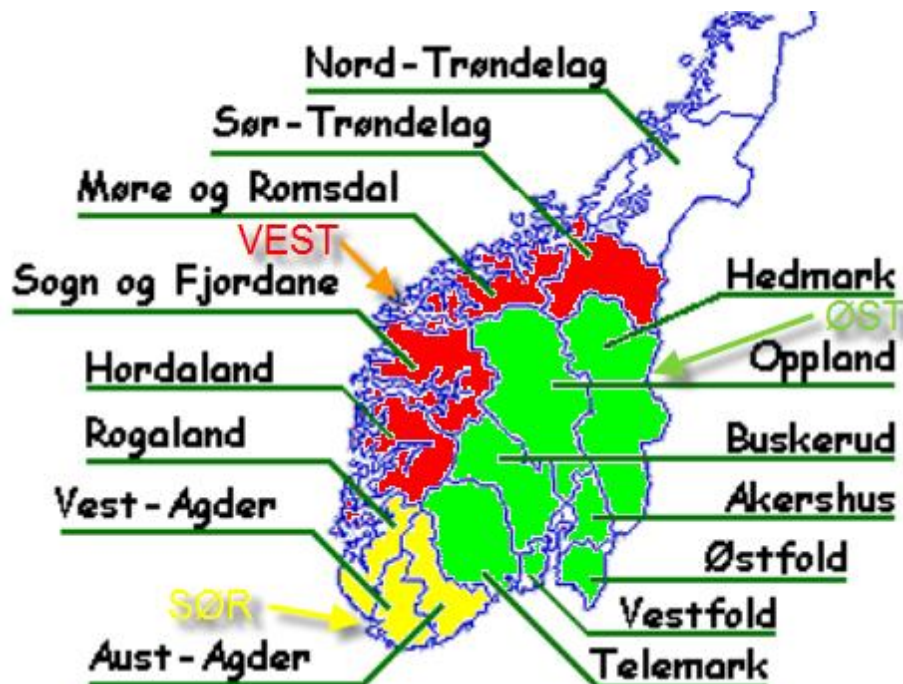 Nord-Trøndelag
Sør-Trøndelag
Møre og Romsdal
VEST
Sogn og Fjordane
Hordaland
Rogaland
Vest-Agder
SØR
Aust-Agder
Hedmark
ØST
Oppland
Buskerud
Akershus
Østfold
Vestfold
Telemark